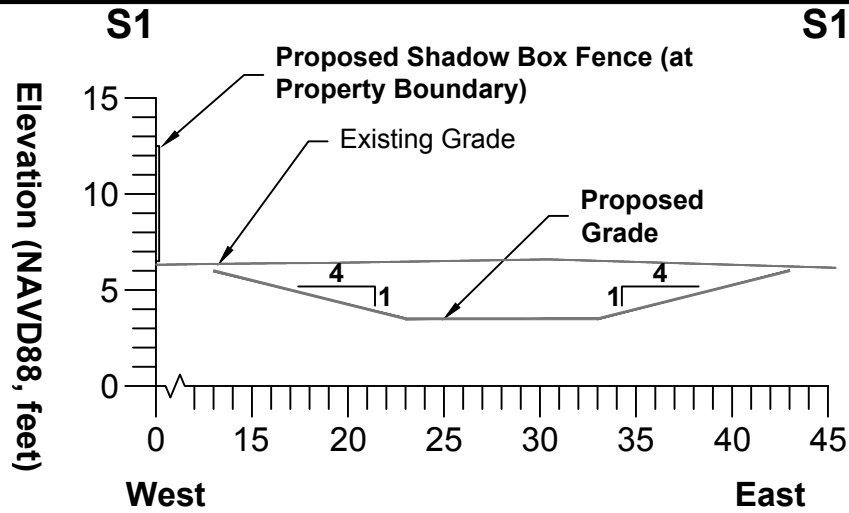 S1
S1
Proposed Shadow Box Fence (at
Property Boundary)
Existing Grade
Proposed
Grade
Elevation (NAVD88, feet)
15
10
5
0
4
1
4
1
0
15
20
25
30
35
40
45
West
East